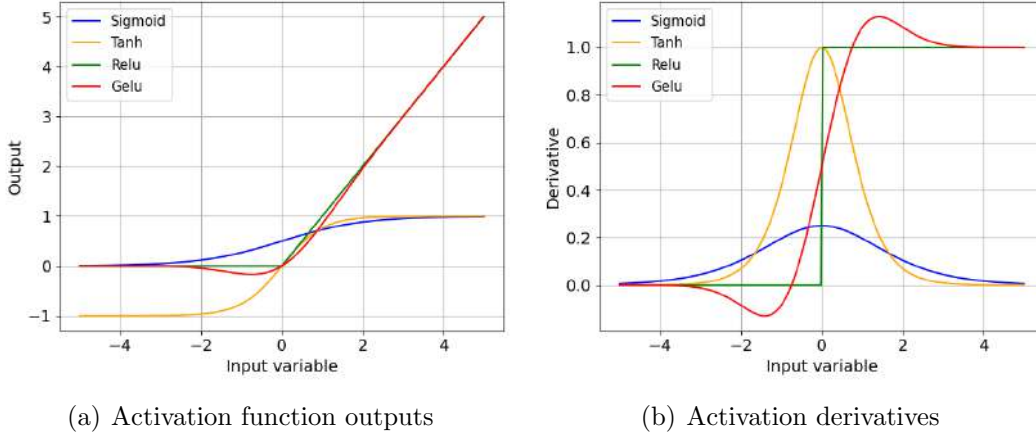 5
4
3
2
1
0
−1
Output
Sigmoid
Tanh
Relu
Gelu
−4 −2 0 2 4
Input variable
(a) Activation function outputs
1.0
0.8
0.6
0.4
0.2
0.0
Derivative
Sigmoid
Tanh
Relu
Gelu
−4 −2 0 2 4
Input variable
(b) Activation derivatives